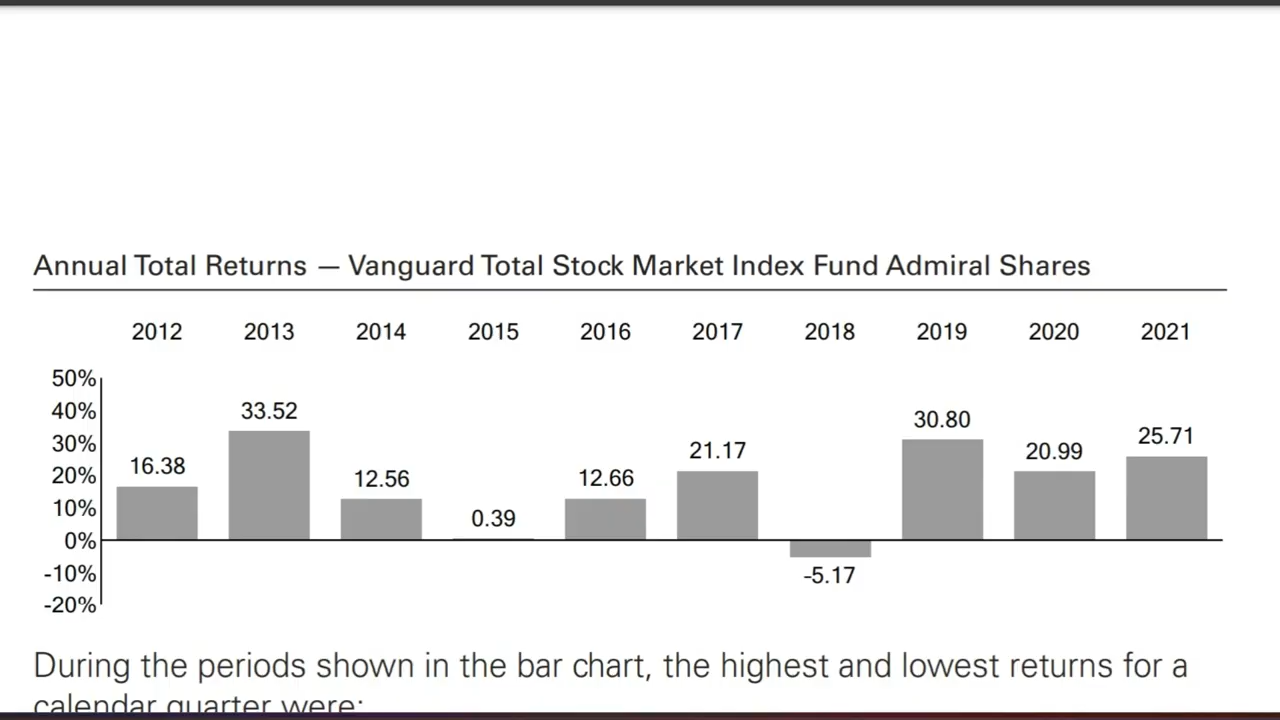 Annual Total Returns — Vanguard Total Stock Market Index Fund Admiral Shares
2012 2013 2014 2015 2016 2017 2018 2019 2020 2021
50%
40%
30%
20%
10%
0%
-10%
-20%
16.38 33.52 12.56 0.39 12.66 21.17 -5.17 30.80 20.99 25.71
During the periods shown in the bar chart, the highest and lowest returns for a
calendar quarter were: